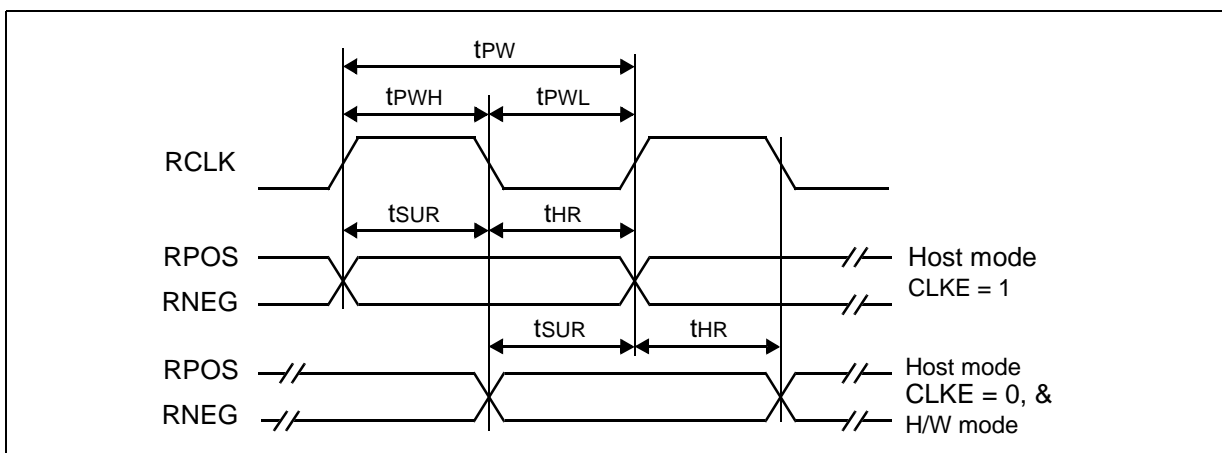 tPW
tPWH tPWL
RCLK
tSUR tHR
RPOS
RNEG
Host mode
CLKE = 1
tSUR tHR
RPOS
RNEG
Host mode
CLKE = 0, &
H/W mode